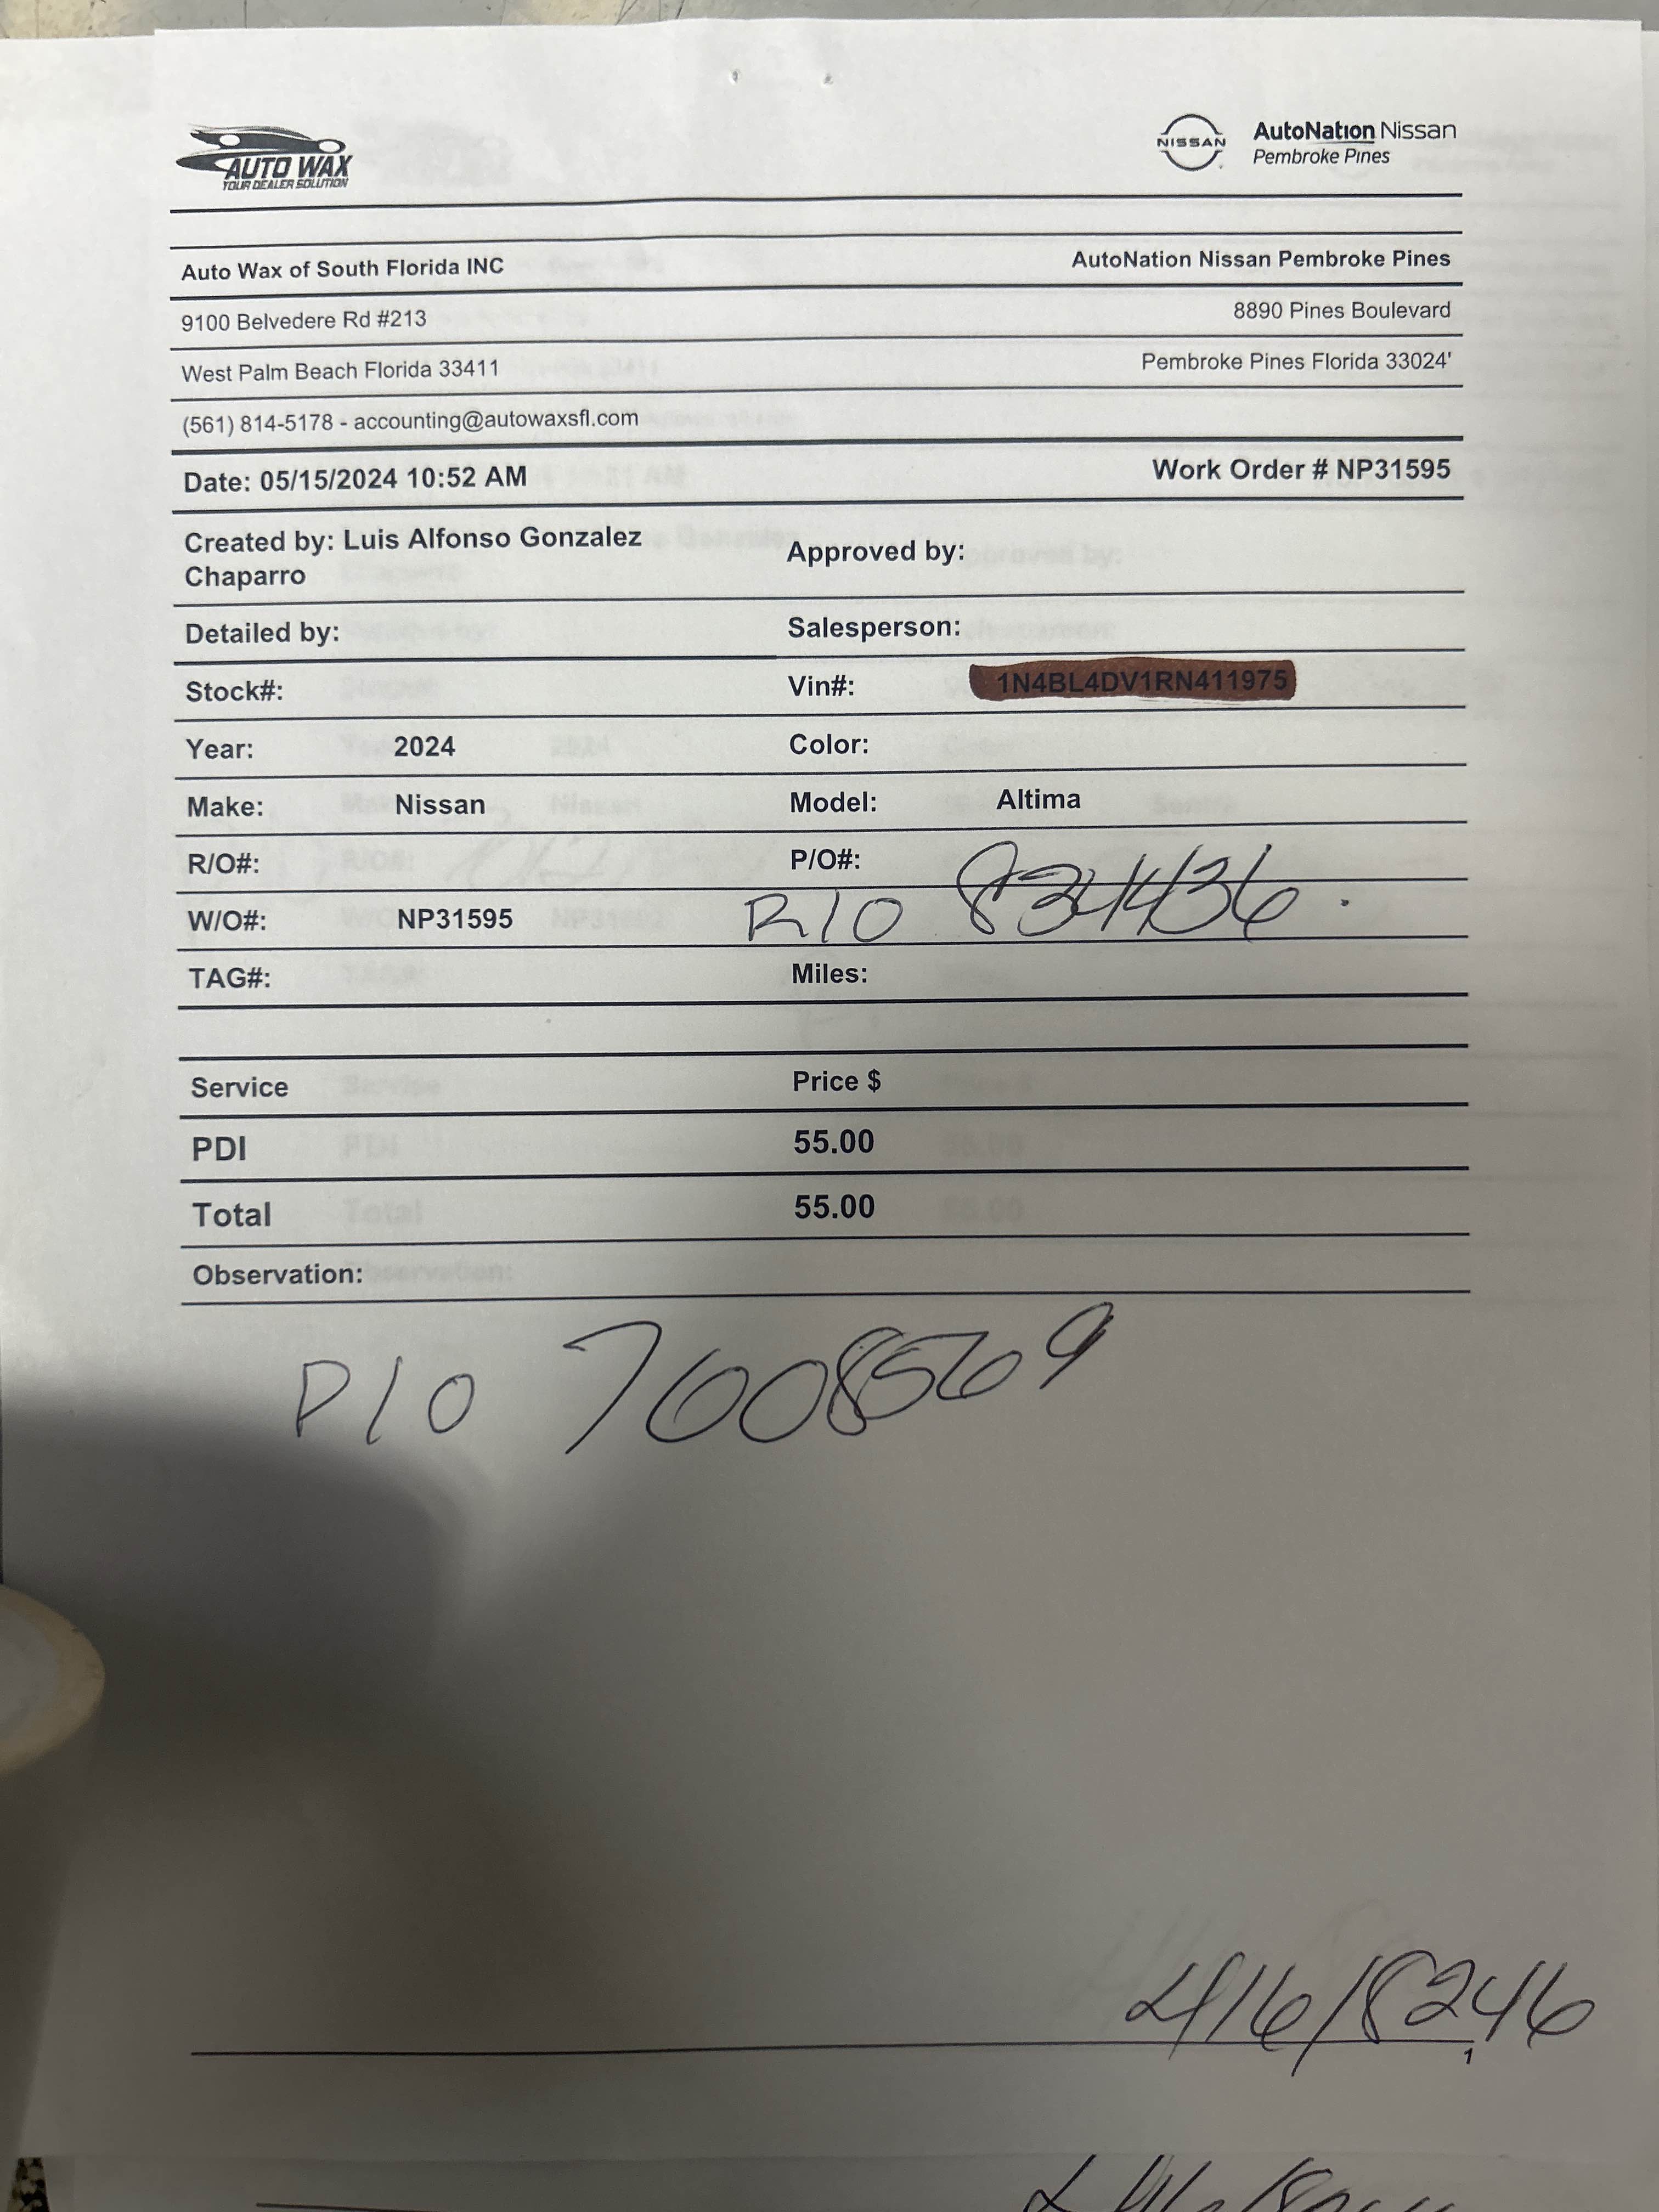 AUTO WAX
YOUR DEALER SOLUTION
NISSAN
AutoNation Nissan
Pembroke Pines
Auto Wax of South Florida INC
AutoNation Nissan Pembroke Pines
9100 Belvedere Rd #213
8890 Pines Boulevard
West Palm Beach Florida 33411
Pembroke Pines Florida 33024'
(561) 814-5178 - accounting@autowaxsfl.com
Date: 05/15/2024 10:52 AM
Work Order # NP31595
Created by: Luis Alfonso Gonzalez
Chaparro
Approved by:
Detailed by:
Salesperson:
Stock#:
Vin#: 1N4BL4DV1RN411975
Year: 2024
Color:
Make: Nissan
Model: Altima
R/O#:
P/O#:
W/O#: NP31595
R/O 834436
TAG#:
Miles:
Service Price $
PDI 55.00
Total 55.00
Observation:
P/O 7608569
416/8246
1